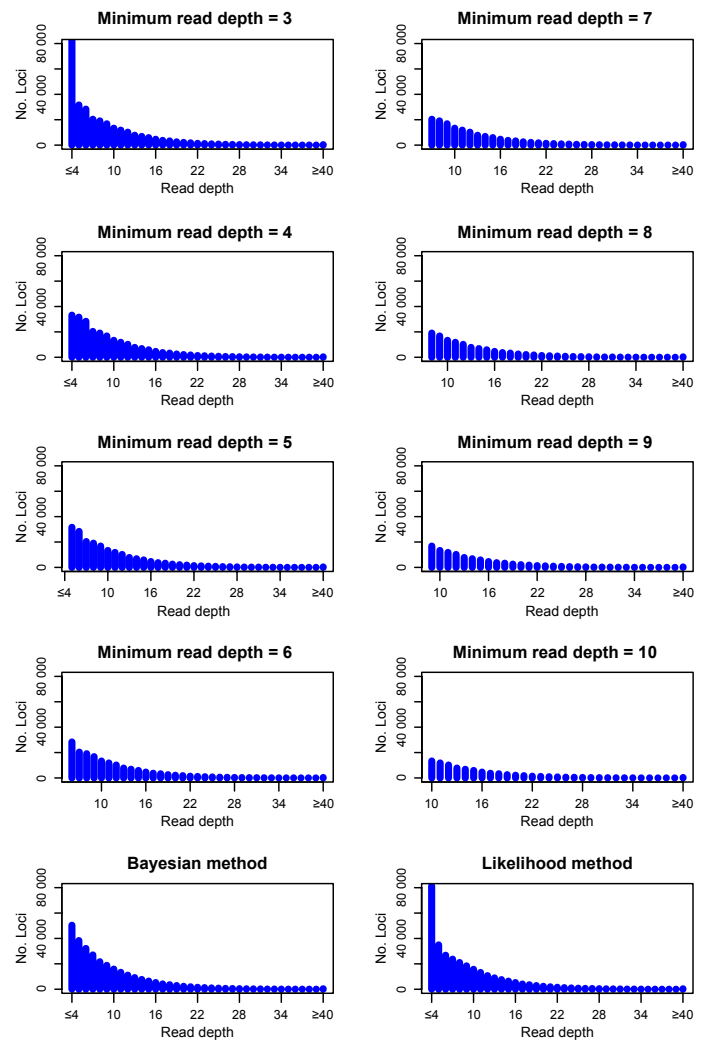 Minimum read depth = 3
No. Loci
80 000
40 000
0
≤4 10 16 22 28 34 ≥40
Read depth
Minimum read depth = 7
No. Loci
80 000
40 000
0
10 16 22 28 34 ≥40
Read depth
Minimum read depth = 4
No. Loci
80 000
40 000
0
≤4 10 16 22 28 34 ≥40
Read depth
Minimum read depth = 8
No. Loci
80 000
40 000
0
10 16 22 28 34 ≥40
Read depth
Minimum read depth = 5
No. Loci
80 000
40 000
0
≤4 10 16 22 28 34 ≥40
Read depth
Minimum read depth = 9
No. Loci
80 000
40 000
0
10 16 22 28 34 ≥40
Read depth
Minimum read depth = 6
No. Loci
80 000
40 000
0
10 16 22 28 34 ≥40
Read depth
Minimum read depth = 10
No. Loci
80 000
40 000
0
10 16 22 28 34 ≥40
Read depth
Bayesian method
No. Loci
80 000
40 000
0
≤4 10 16 22 28 34 ≥40
Read depth
Likelihood method
No. Loci
80 000
40 000
0
≤4 10 16 22 28 34 ≥40
Read depth